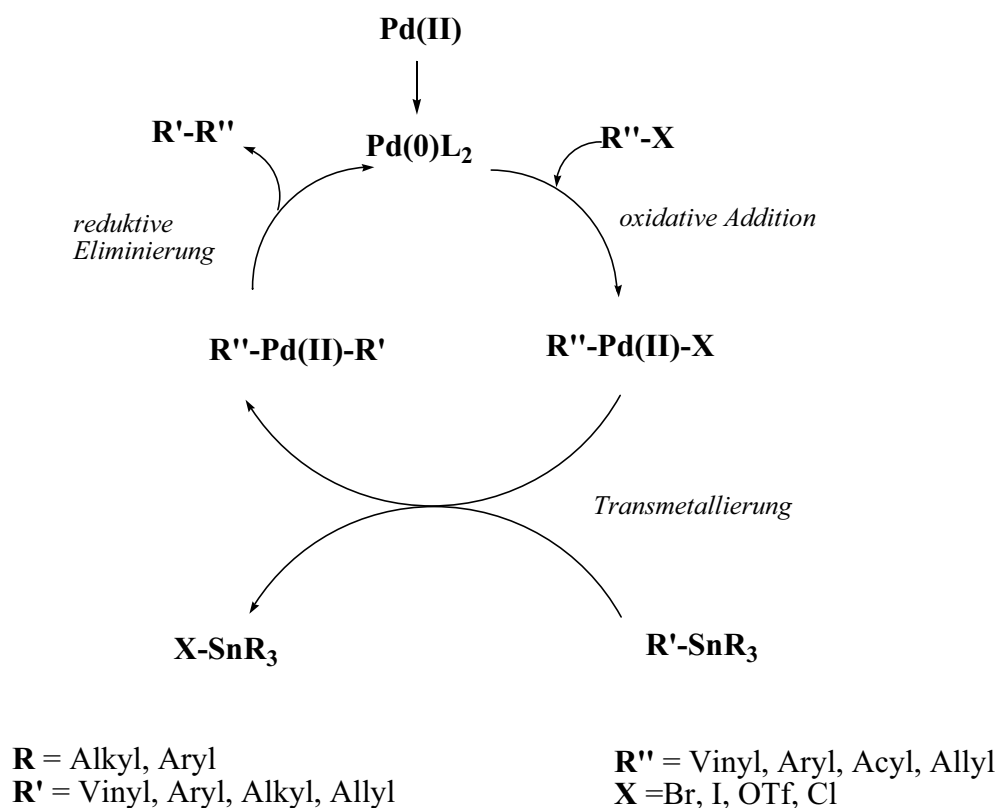 Pd(II)
R'-R"
Pd(0)L₂
R"-X
reduktive
Eliminierung
oxidative Addition
R"-Pd(II)-R'
R"-Pd(II)-X
Transmetallierung
X-SnR₃
R'-SnR₃
R = Alkyl, Aryl
R' = Vinyl, Aryl, Alkyl, Allyl
R" = Vinyl, Aryl, Acyl, Allyl
X =Br, I, OTf, Cl